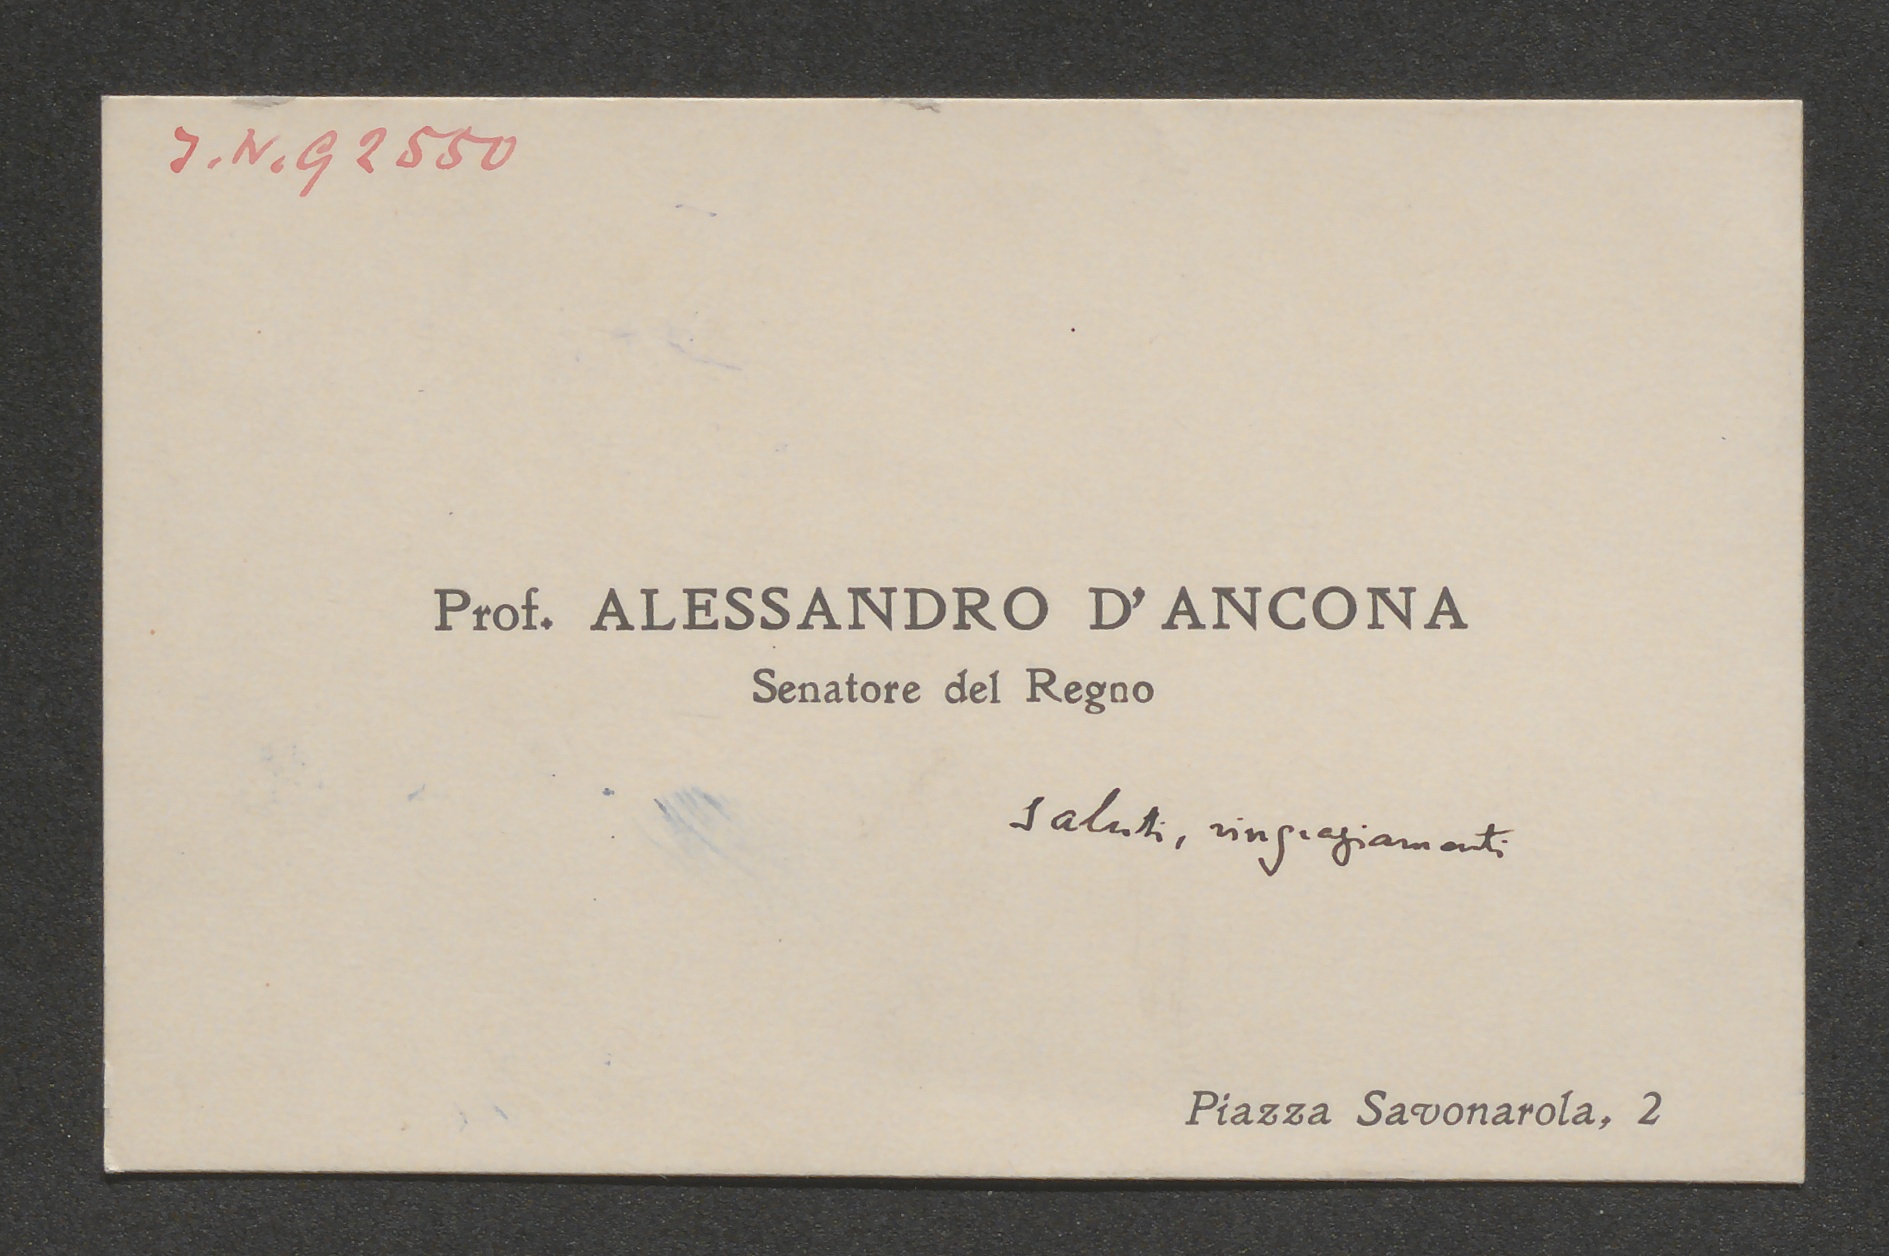 J.N.G2550
Prof. ALESSANDRO D'ANCONA
Senatore del Regno
saluti, ringraziamenti
Piazza Savonarola, 2